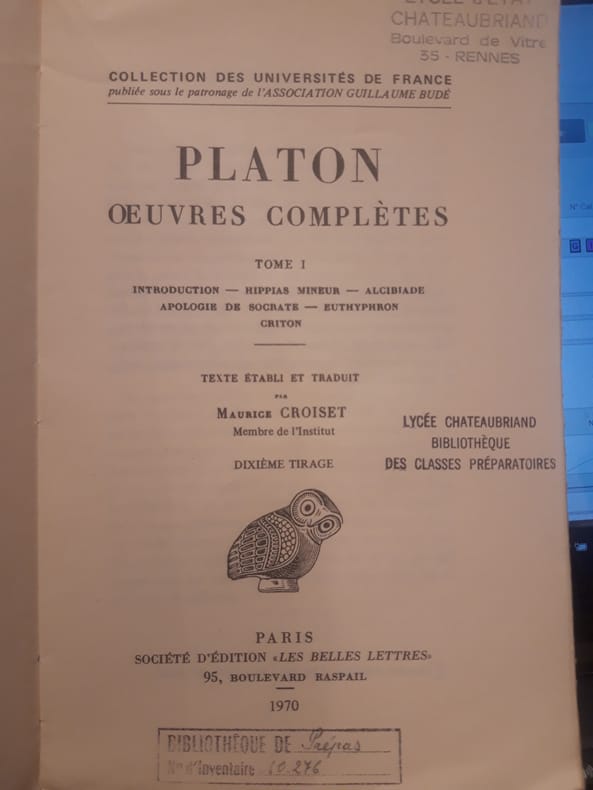 LYCÉE D'ÉTAT
CHATEAUBRIAND
Boulevard de Vitré
35 - RENNES
COLLECTION DES UNIVERSITÉS DE FRANCE
publiée sous le patronage de l'ASSOCIATION GUILLAUME BUDÉ
PLATON
ŒUVRES COMPLÈTES
TOME I
INTRODUCTION — HIPPIAS MINEUR — ALCIBIADE
APOLOGIE DE SOCRATE — EUTHYPHRON
CRITON
TEXTE ÉTABLI ET TRADUIT
PAR
MAURICE CROISET
Membre de l'Institut
DIXIÈME TIRAGE
LYCÉE CHATEAUBRIAND
BIBLIOTHÈQUE
DES CLASSES PRÉPARATOIRES
PARIS
SOCIÉTÉ D'ÉDITION «LES BELLES LETTRES»
95, BOULEVARD RASPAIL
1970
BIBLIOTHÈQUE DE Prépas
N° d'Inventaire 10.276